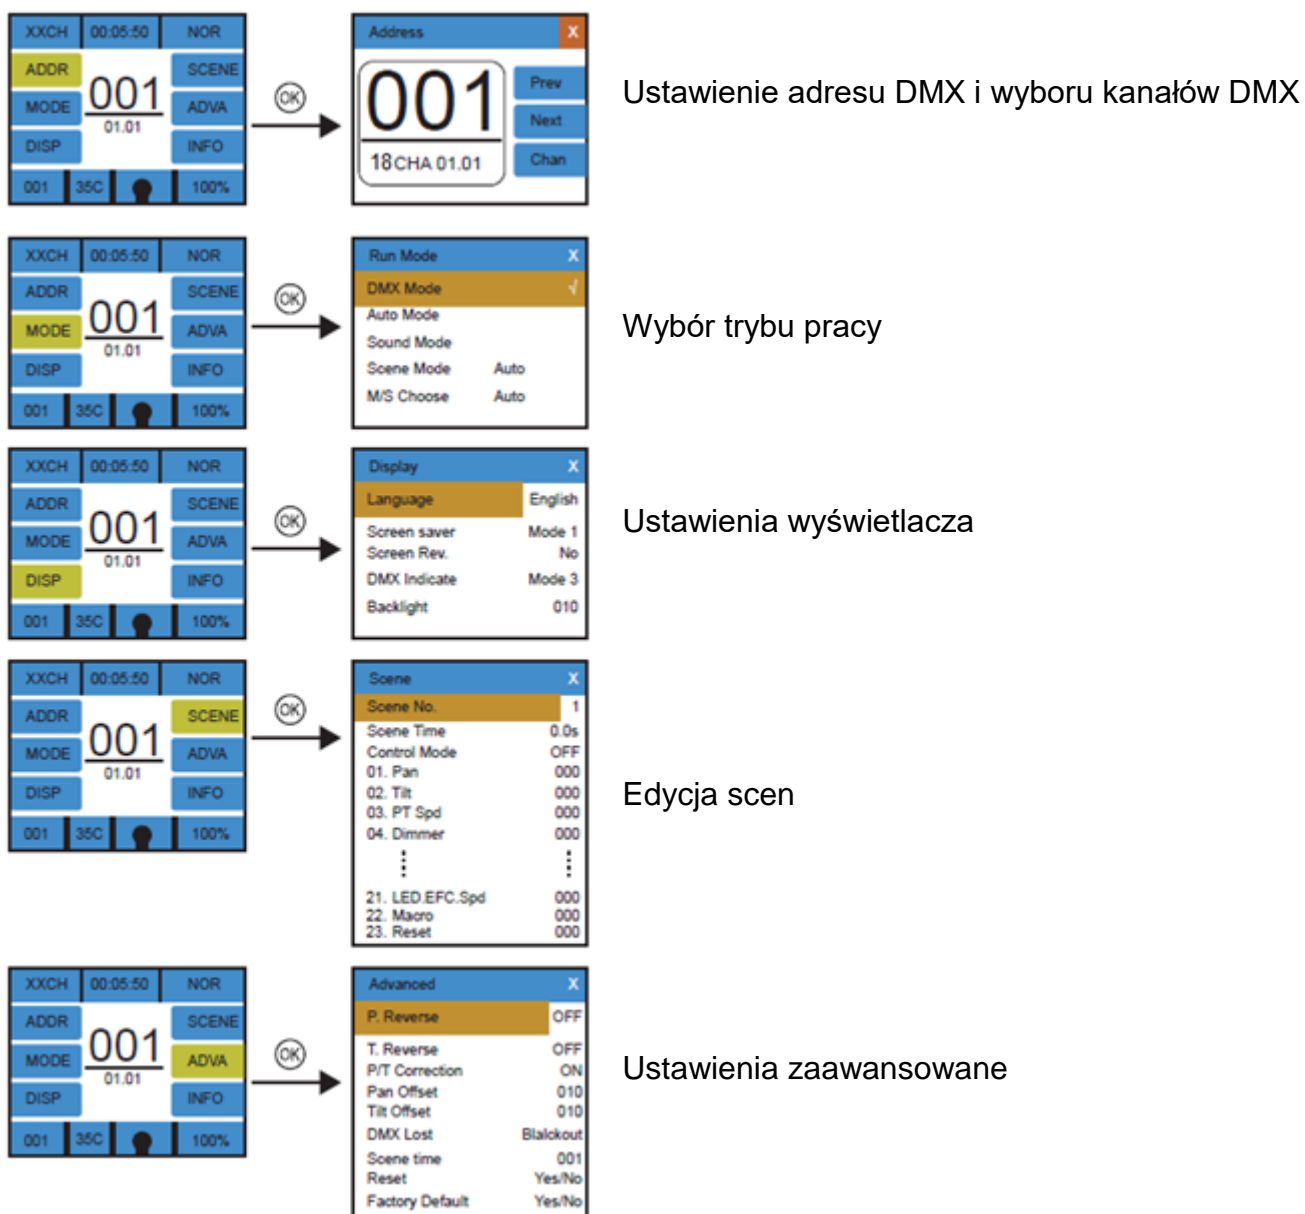 XXCH 00:05:50 NOR
ADDR SCENE
001
MODE ADVA
01.01
DISP INFO
001 35C 100%
OK
Address X
001
Prev
Next
18CHA 01.01 Chan
Ustawienie adresu DMX i wyboru kanałów DMX
XXCH 00:05:50 NOR
ADDR SCENE
001
MODE ADVA
01.01
DISP INFO
001 35C 100%
OK
Run Mode X
DMX Mode √
Auto Mode
Sound Mode
Scene Mode Auto
M/S Choose Auto
Wybór trybu pracy
XXCH 00:05:50 NOR
ADDR SCENE
001
MODE ADVA
01.01
DISP INFO
001 35C 100%
OK
Display X
Language English
Screen saver Mode 1
Screen Rev. No
DMX Indicate Mode 3
Backlight 010
Ustawienia wyświetlacza
XXCH 00:05:50 NOR
ADDR SCENE
001
MODE ADVA
01.01
DISP INFO
001 35C 100%
OK
Scene X
Scene No. 1
Scene Time 0.0s
Control Mode OFF
01. Pan 000
02. Tilt 000
03. PT Spd 000
04. Dimmer 000
21. LED.EFC.Spd 000
22. Macro 000
23. Reset 000
Edycja scen
XXCH 00:05:50 NOR
ADDR SCENE
001
MODE ADVA
01.01
DISP INFO
001 35C 100%
OK
Advanced X
P. Reverse OFF
T. Reverse OFF
P/T Correction ON
Pan Offset 010
Tilt Offset 010
DMX Lost Blalckout
Scene time 001
Reset Yes/No
Factory Default Yes/No
Ustawienia zaawansowane